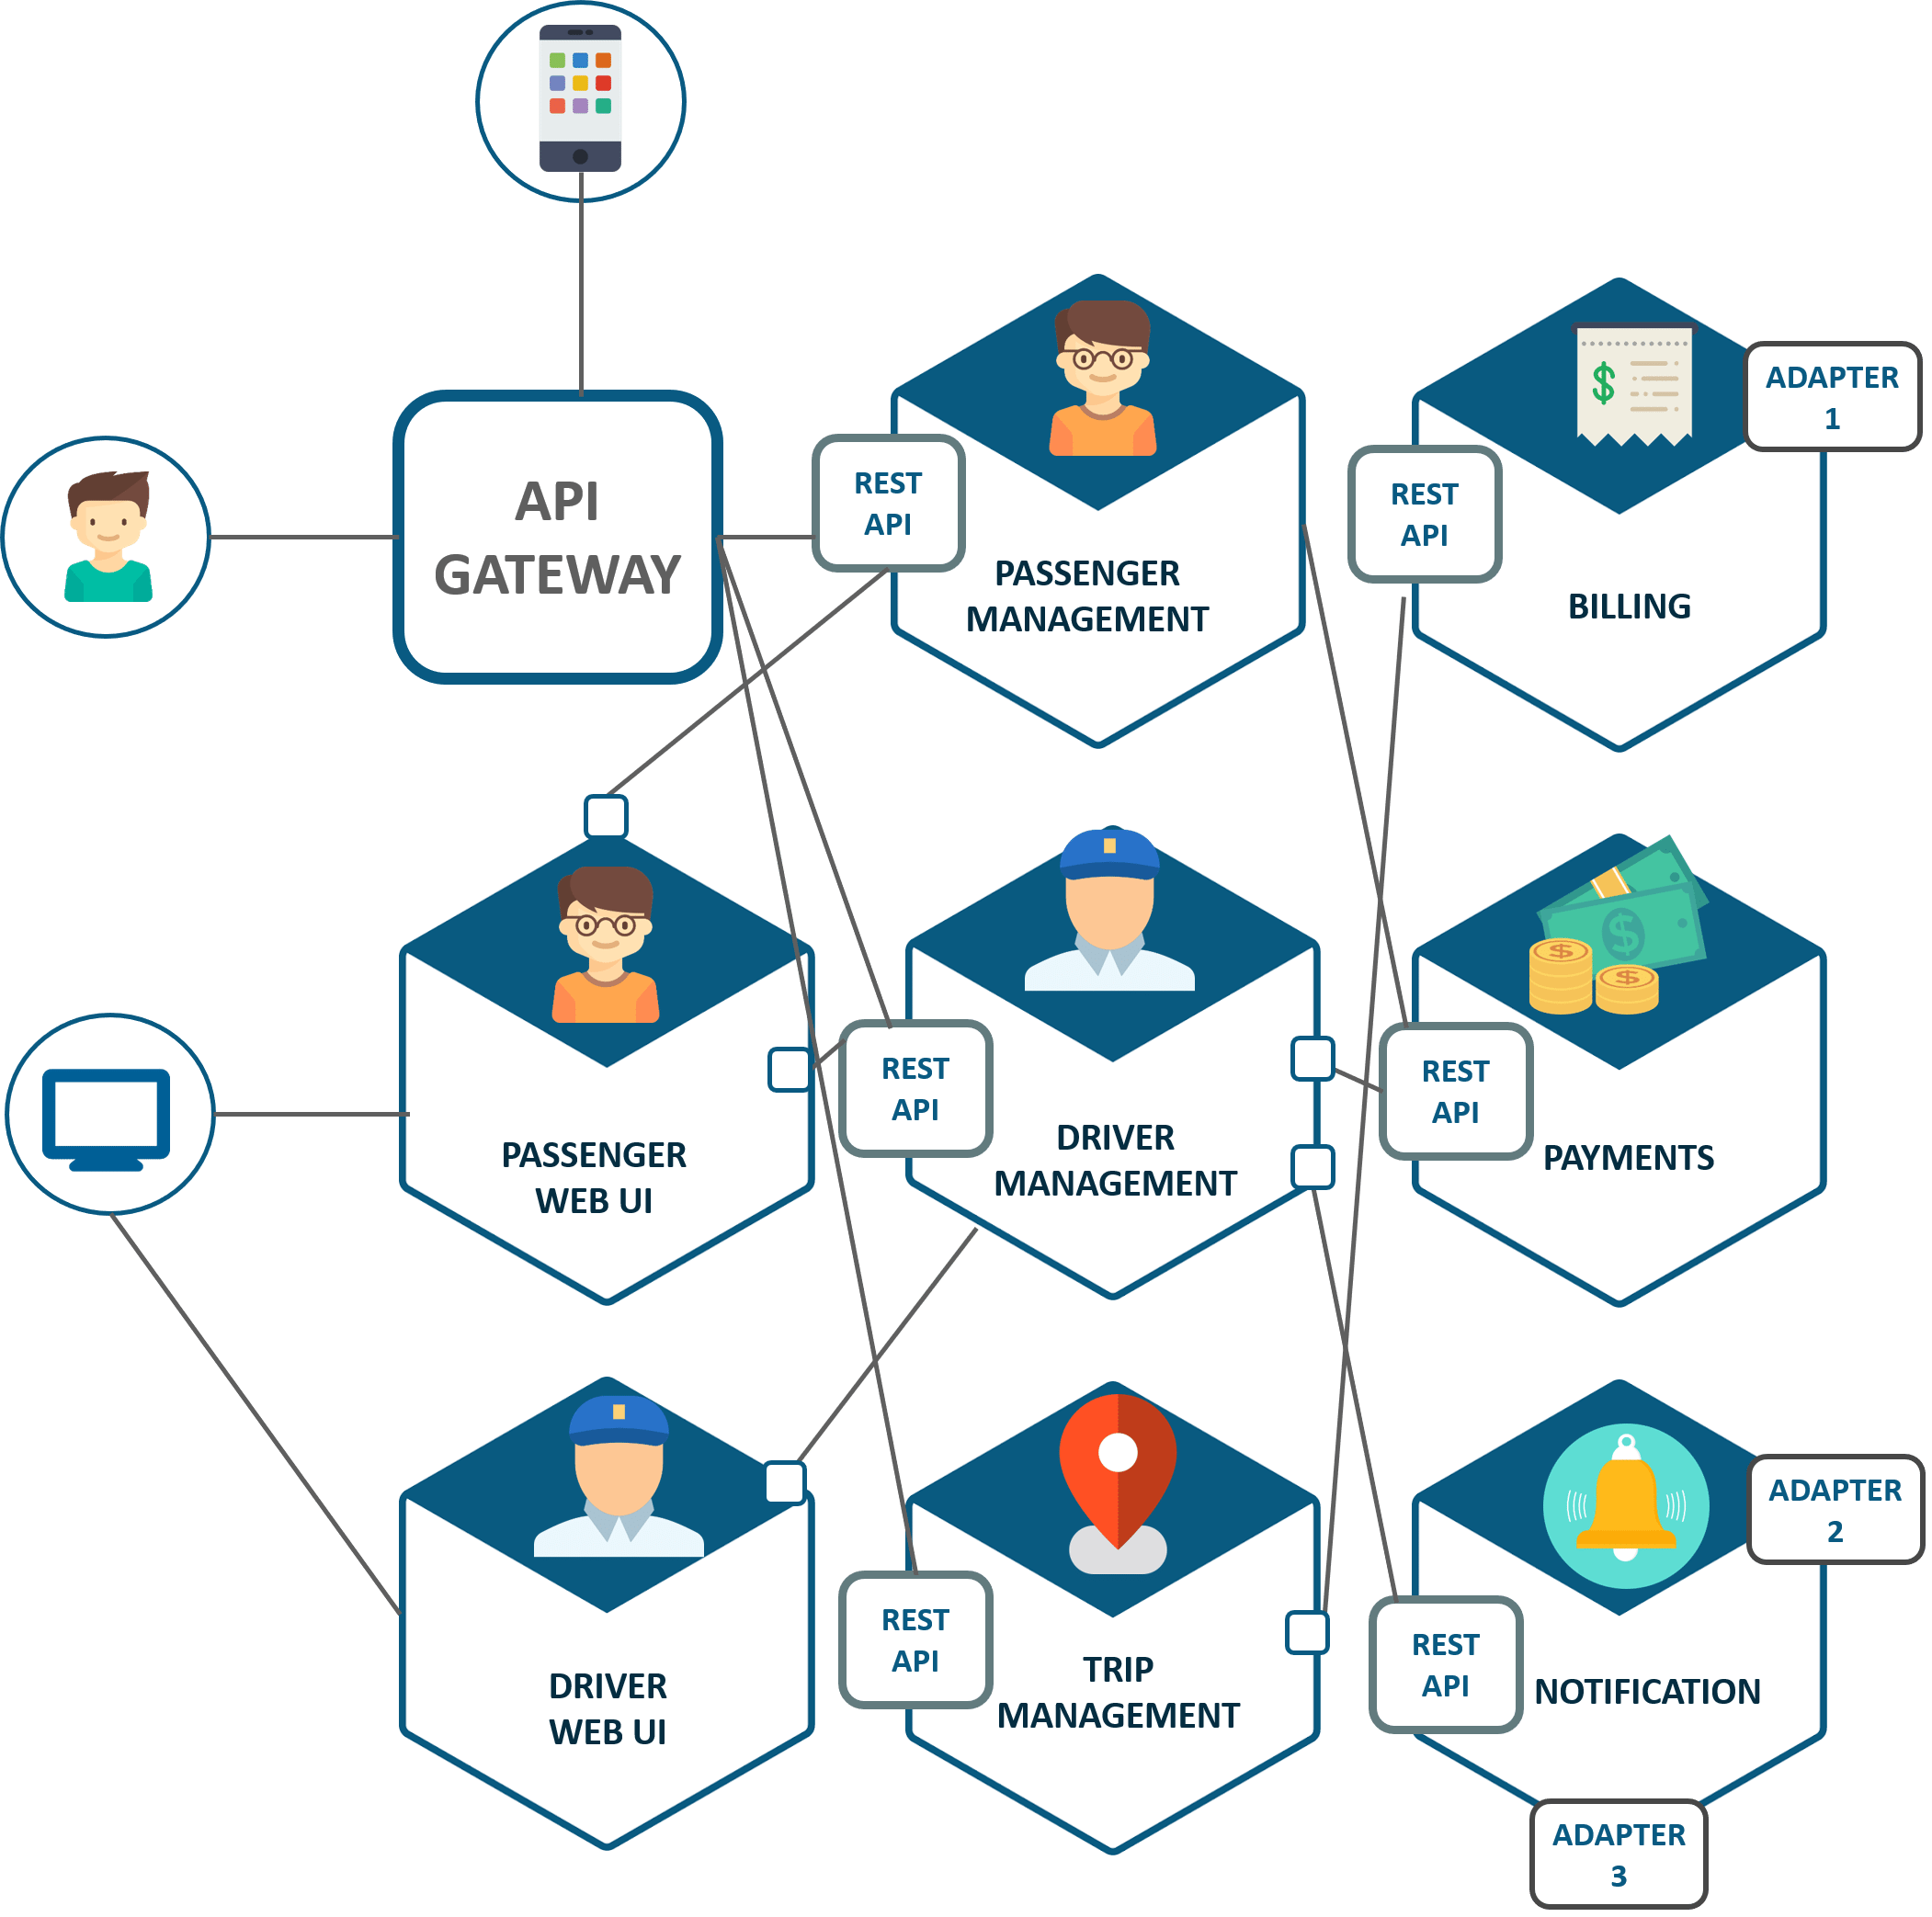 API
GATEWAY
REST
API
PASSENGER
MANAGEMENT
REST
API
BILLING
ADAPTER
1
PASSENGER
WEB UI
REST
API
DRIVER
MANAGEMENT
REST
API
PAYMENTS
DRIVER
WEB UI
REST
API
TRIP
MANAGEMENT
REST
API
NOTIFICATION
ADAPTER
2
ADAPTER
3